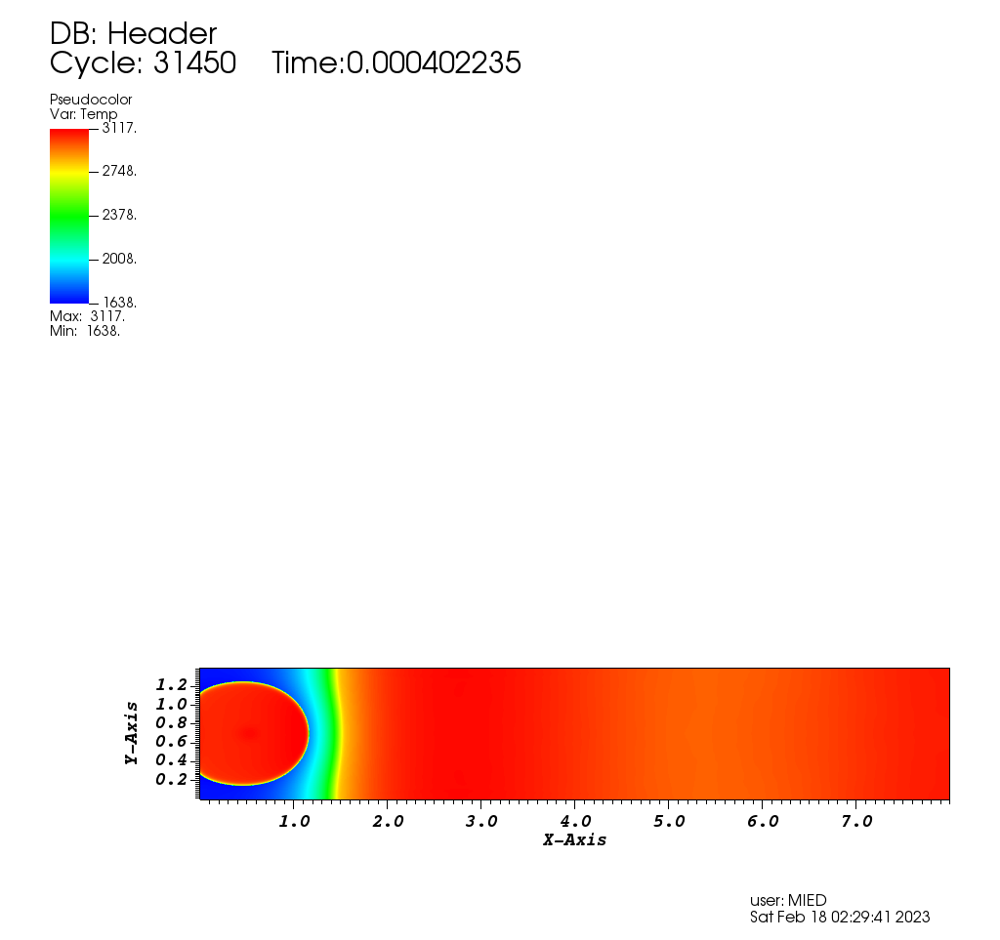 DB: Header
Cycle: 31450 Time:0.000402235
Pseudocolor
Var: Temp
3117.
2748.
2378.
2008.
1638.
Max: 3117.
Min: 1638.
1.2
1.0
0.8
0.6
0.4
0.2
Y-Axis
1.0 2.0 3.0 4.0 5.0 6.0 7.0
X-Axis
user: MIED
Sat Feb 18 02:29:41 2023